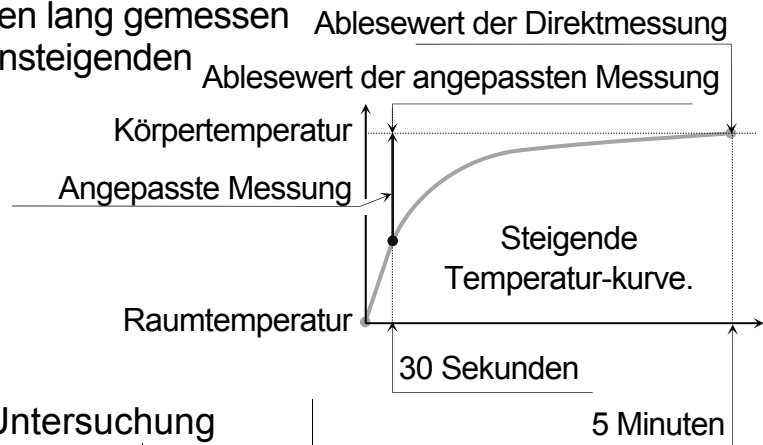 en lang gemessen
nsteigenden
Ablesewert der Direktmessung
Ablesewert der angepassten Messung
Körpertemperatur
Angepasste Messung
Steigende
Temperatur-kurve.
Raumtemperatur
30 Sekunden
5 Minuten
Untersuchung